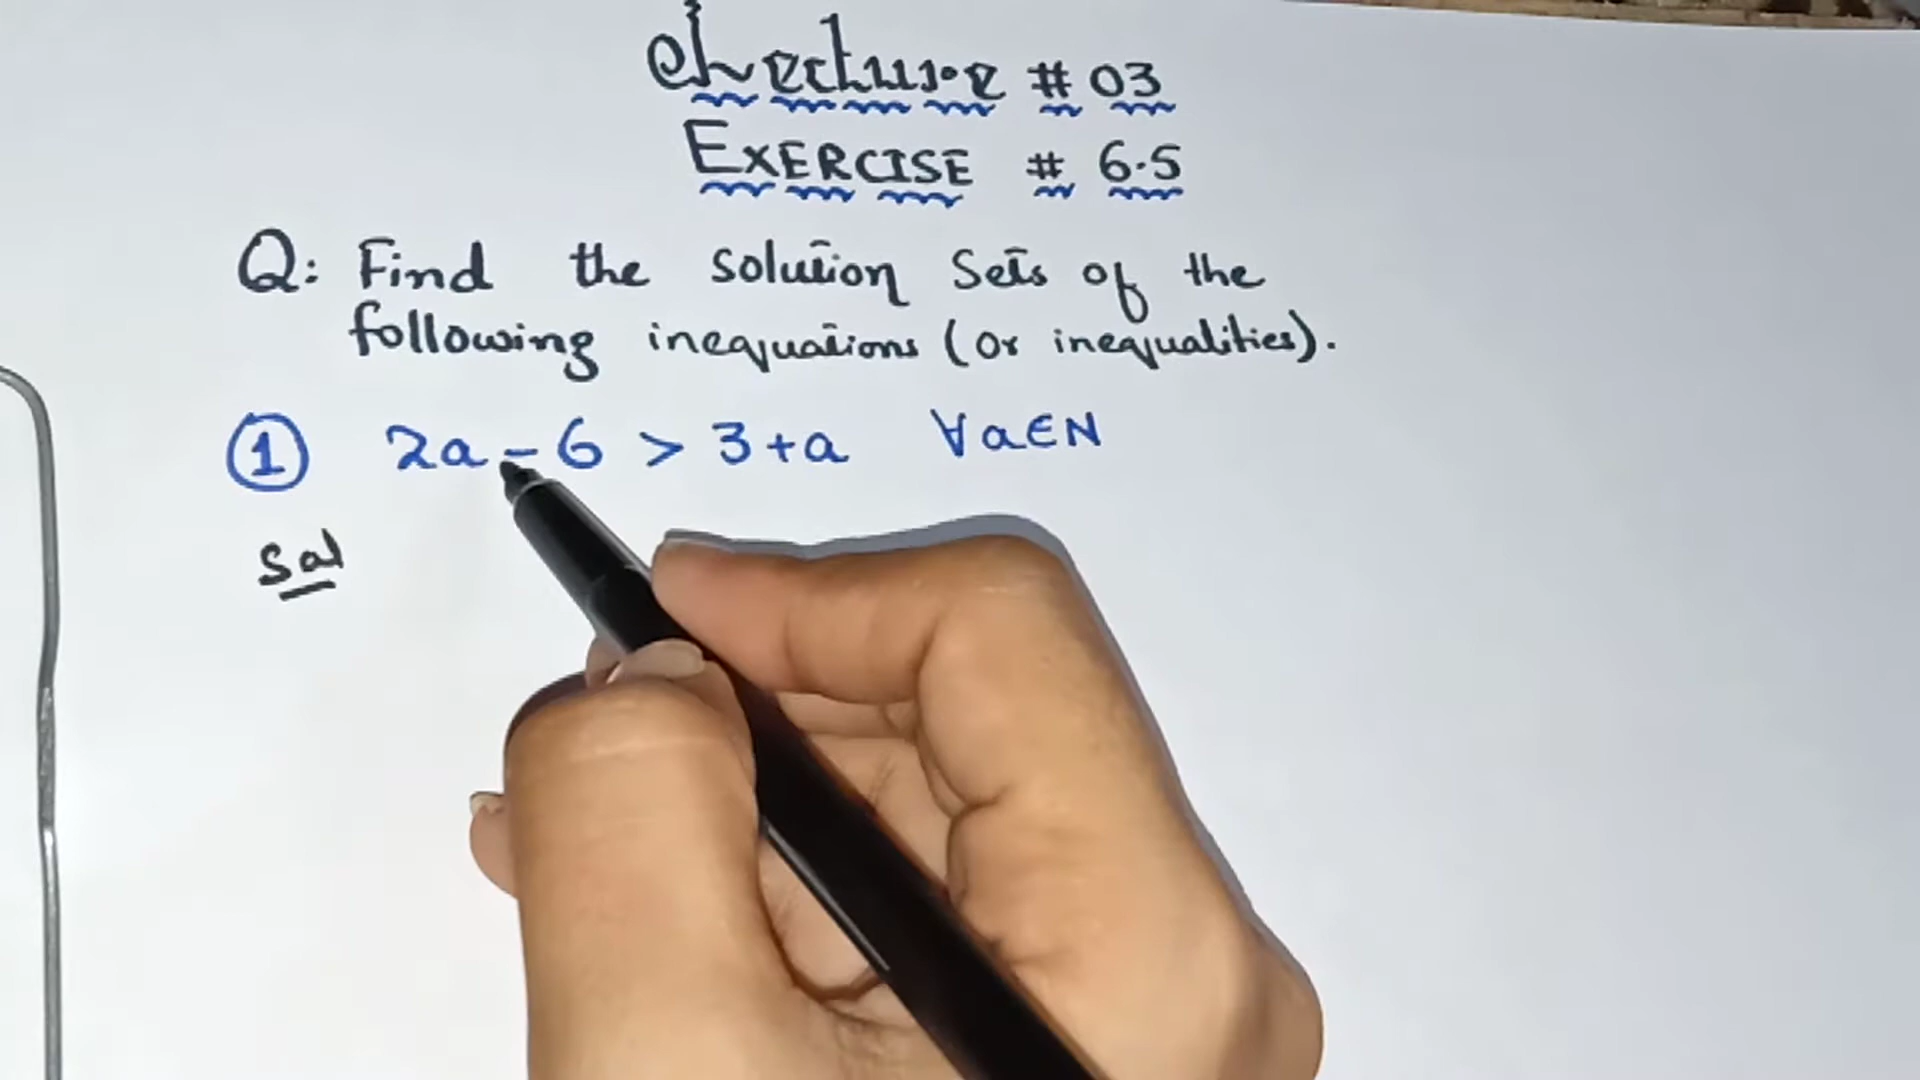 Lecture # 03
EXERCISE # 6.5
Q: Find the solution Sets of the
following inequations (or inequalities).
① 2a - 6 > 3 + a ∀a∈N
Sol